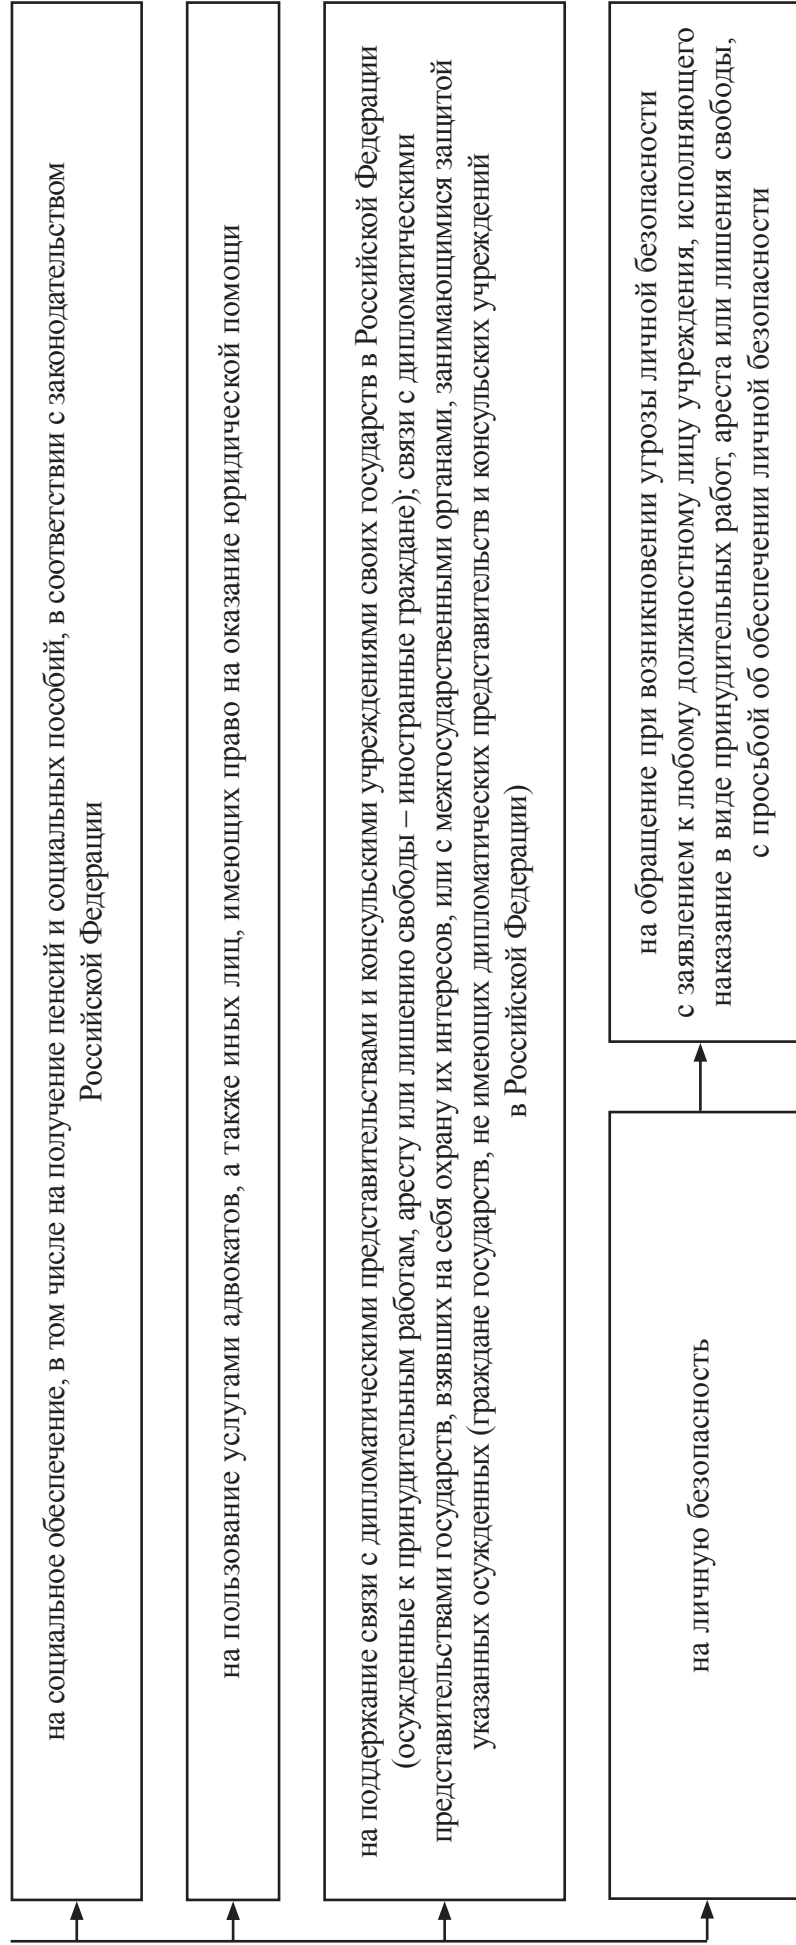 на социальное обеспечение, в том числе на получение пенсий и социальных пособий, в соответствии с законодательством
Российской Федерации
на пользование услугами адвокатов, а также иных лиц, имеющих право на оказание юридической помощи
на поддержание связи с дипломатическими представительствами и консульскими учреждениями своих государств в Российской Федерации
(осужденные к принудительным работам, аресту или лишению свободы – иностранные граждане); связи с дипломатическими
представительствами государств, взявших на себя охрану их интересов, или с межгосударственными органами, занимающимися защитой
указанных осужденных (граждане государств, не имеющих дипломатических представительств и консульских учреждений
в Российской Федерации)
на личную безопасность
на обращение при возникновении угрозы личной безопасности
с заявлением к любому должностному лицу учреждения, исполняющего
наказание в виде принудительных работ, ареста или лишения свободы,
с просьбой об обеспечении личной безопасности